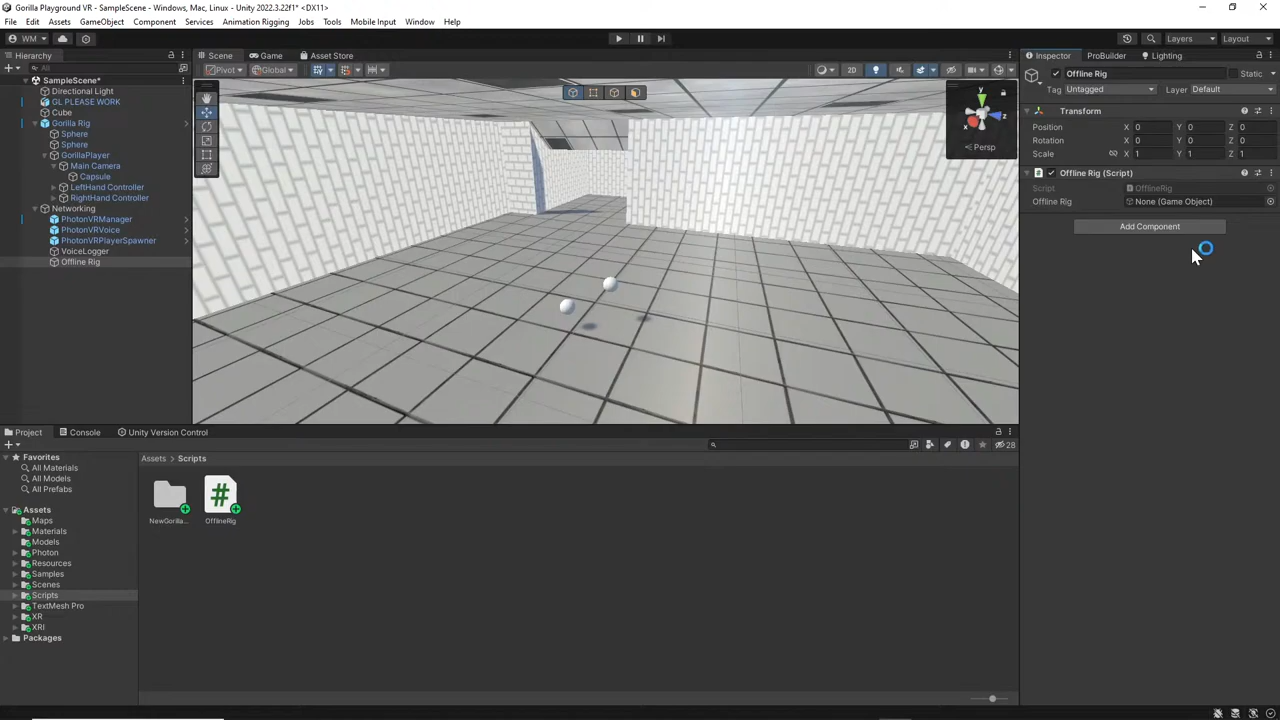 Gorilla Playground VR - SampleScene - Windows, Mac, Linux - Unity 2022.3.22f1* <DX11>
File Edit Assets GameObject Component Services Animation Rigging Jobs Tools Mobile Input Window Help
WM Layers Layout
Hierarchy
All
SampleScene*
Directional Light
GL PLEASE WORK
Cube
Gorilla Rig
Sphere
Sphere
GorillaPlayer
Main Camera
Capsule
LeftHand Controller
RightHand Controller
Networking
PhotonVRManager
PhotonVRVoice
PhotonVRPlayerSpawner
VoiceLogger
Offline Rig
Scene Game Asset Store
Pivot Global 2D
y
z
x
Persp
Inspector ProBuilder Lighting
Offline Rig Static
Tag Untagged Layer Default
Transform
Position X 0 Y 0 Z 0
Rotation X 0 Y 0 Z 0
Scale X 1 Y 1 Z 1
Offline Rig (Script)
Script OfflineRig
Offline Rig None (Game Object)
Add Component
Project Console Unity Version Control
28
Favorites
All Materials
All Models
All Prefabs
Assets
Maps
Materials
Models
Photon
Resources
Samples
Scenes
Scripts
TextMesh Pro
XR
XRI
Packages
Assets > Scripts
NewGorilla...
OfflineRig